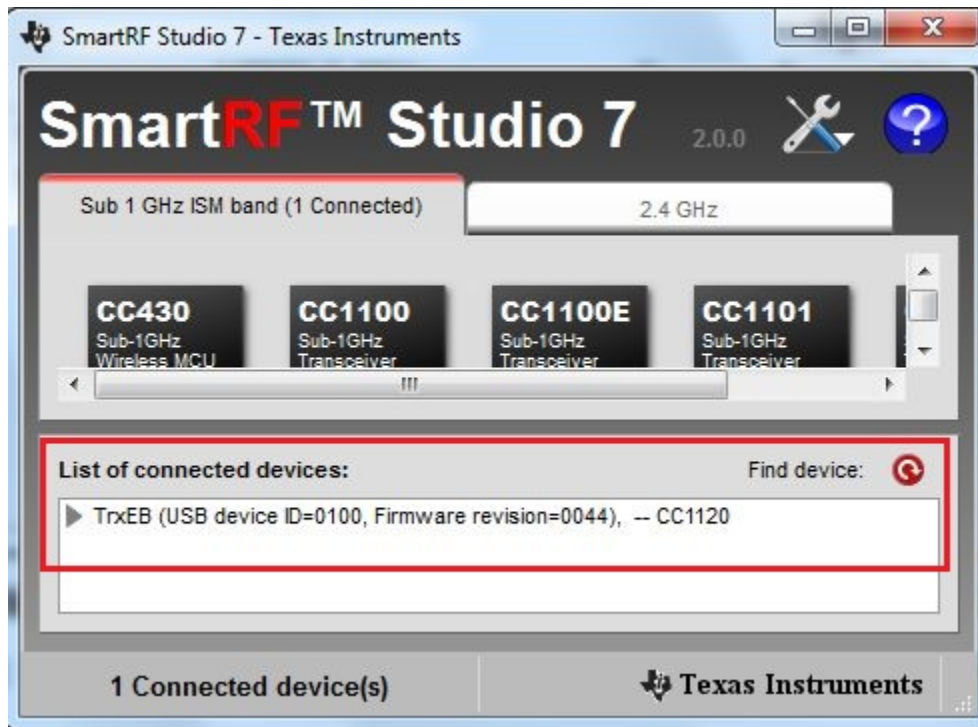 SmartRF Studio 7 - Texas Instruments
SmartRF™ Studio 7 2.0.0
Sub 1 GHz ISM band (1 Connected)
2.4 GHz
CC430
Sub-1GHz
Wireless MCU
CC1100
Sub-1GHz
Transceiver
CC1100E
Transceiver
CC1101
Sub-1GHz
Transceiver
List of connected devices:
Find device:
TrxEB (USB device ID=0100, Firmware revision=0044), -- CC1120
1 Connected device(s)
Texas Instruments